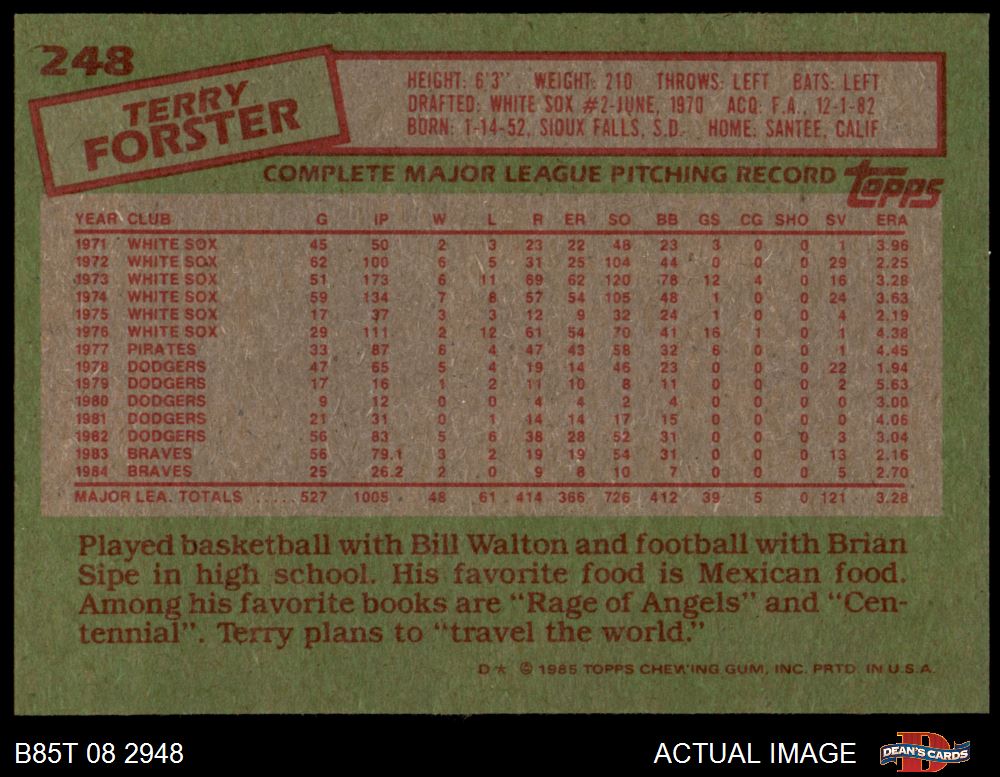 248
TERRY
FORSTER
HEIGHT: 6'3" WEIGHT: 210 THROWS: LEFT BATS: LEFT
DRAFTED: WHITE SOX #2-JUNE, 1970 ACQ: F.A., 12-1-82
BORN: 1-14-52, SIOUX FALLS, S.D. HOME: SANTEE, CALIF
COMPLETE MAJOR LEAGUE PITCHING RECORD topps
YEAR CLUB G IP W L R ER SO BB GS CG SHO SV ERA
1971 WHITE SOX 45 50 2 3 23 22 48 23 3 0 0 1 3.96
1972 WHITE SOX 62 100 6 5 31 25 104 44 0 0 0 29 2.25
1973 WHITE SOX 51 173 6 11 69 62 120 78 12 4 0 16 3.28
1974 WHITE SOX 59 134 7 8 57 54 105 48 1 0 0 24 3.63
1975 WHITE SOX 17 37 3 3 12 9 32 24 1 0 0 4 2.19
1976 WHITE SOX 29 111 2 12 61 54 70 41 16 1 0 1 4.38
1977 PIRATES 33 87 6 4 47 43 58 32 6 0 0 1 4.45
1978 DODGERS 47 65 5 4 19 14 46 23 0 0 0 22 1.94
1979 DODGERS 17 16 1 2 11 10 8 11 0 0 0 2 5.63
1980 DODGERS 9 12 0 0 4 4 2 4 0 0 0 0 3.00
1981 DODGERS 21 31 0 1 14 14 17 15 0 0 0 0 4.06
1982 DODGERS 56 83 5 6 38 28 52 31 0 0 0 3 3.04
1983 BRAVES 56 79.1 3 2 19 19 54 31 0 0 0 13 2.16
1984 BRAVES 25 26.2 2 0 9 8 10 7 0 0 0 5 2.70
MAJOR LEA. TOTALS ..... 527 1005 48 61 414 366 726 412 39 5 0 121 3.28
Played basketball with Bill Walton and football with Brian
Sipe in high school. His favorite food is Mexican food.
Among his favorite books are "Rage of Angels" and "Cen-
tennial". Terry plans to "travel the world."
D* © 1985 TOPPS CHEWING GUM, INC. PRTD. IN U.S.A.
B85T 08 2948 ACTUAL IMAGE DEAN'S CARDS